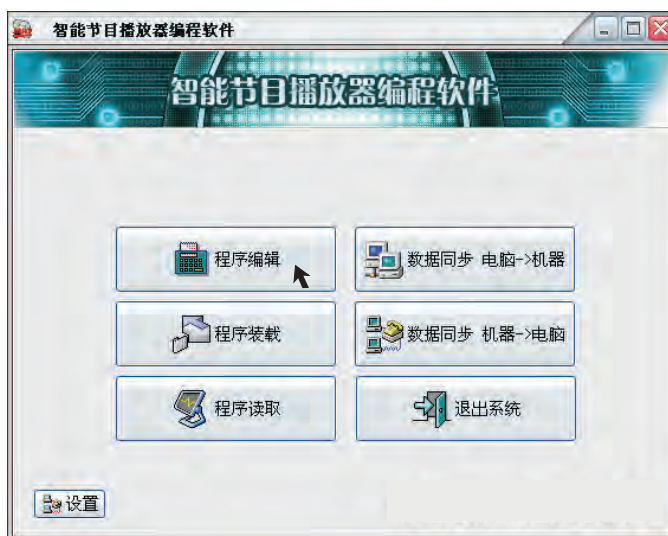 智能节目播放器编程软件
智能节目播放器编程软件
程序编辑
数据同步 电脑->机器
程序装载
数据同步 机器->电脑
程序读取
退出系统
设置